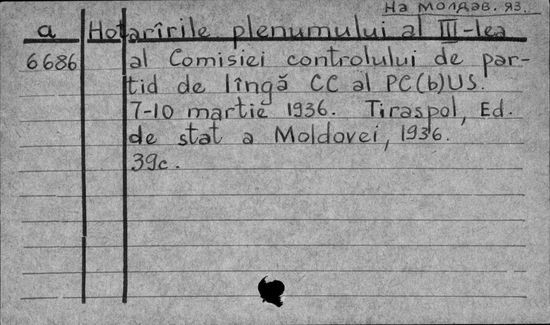 На молдав. яз.
a Hotarîrile plenumului al III-lea
6686 al Comisiei controlului de par-
tid de lîngă CC al PC(b)US.
7-10 martie 1936. Tiraspol, Ed.
de stat a Moldovei, 1936.
39c.